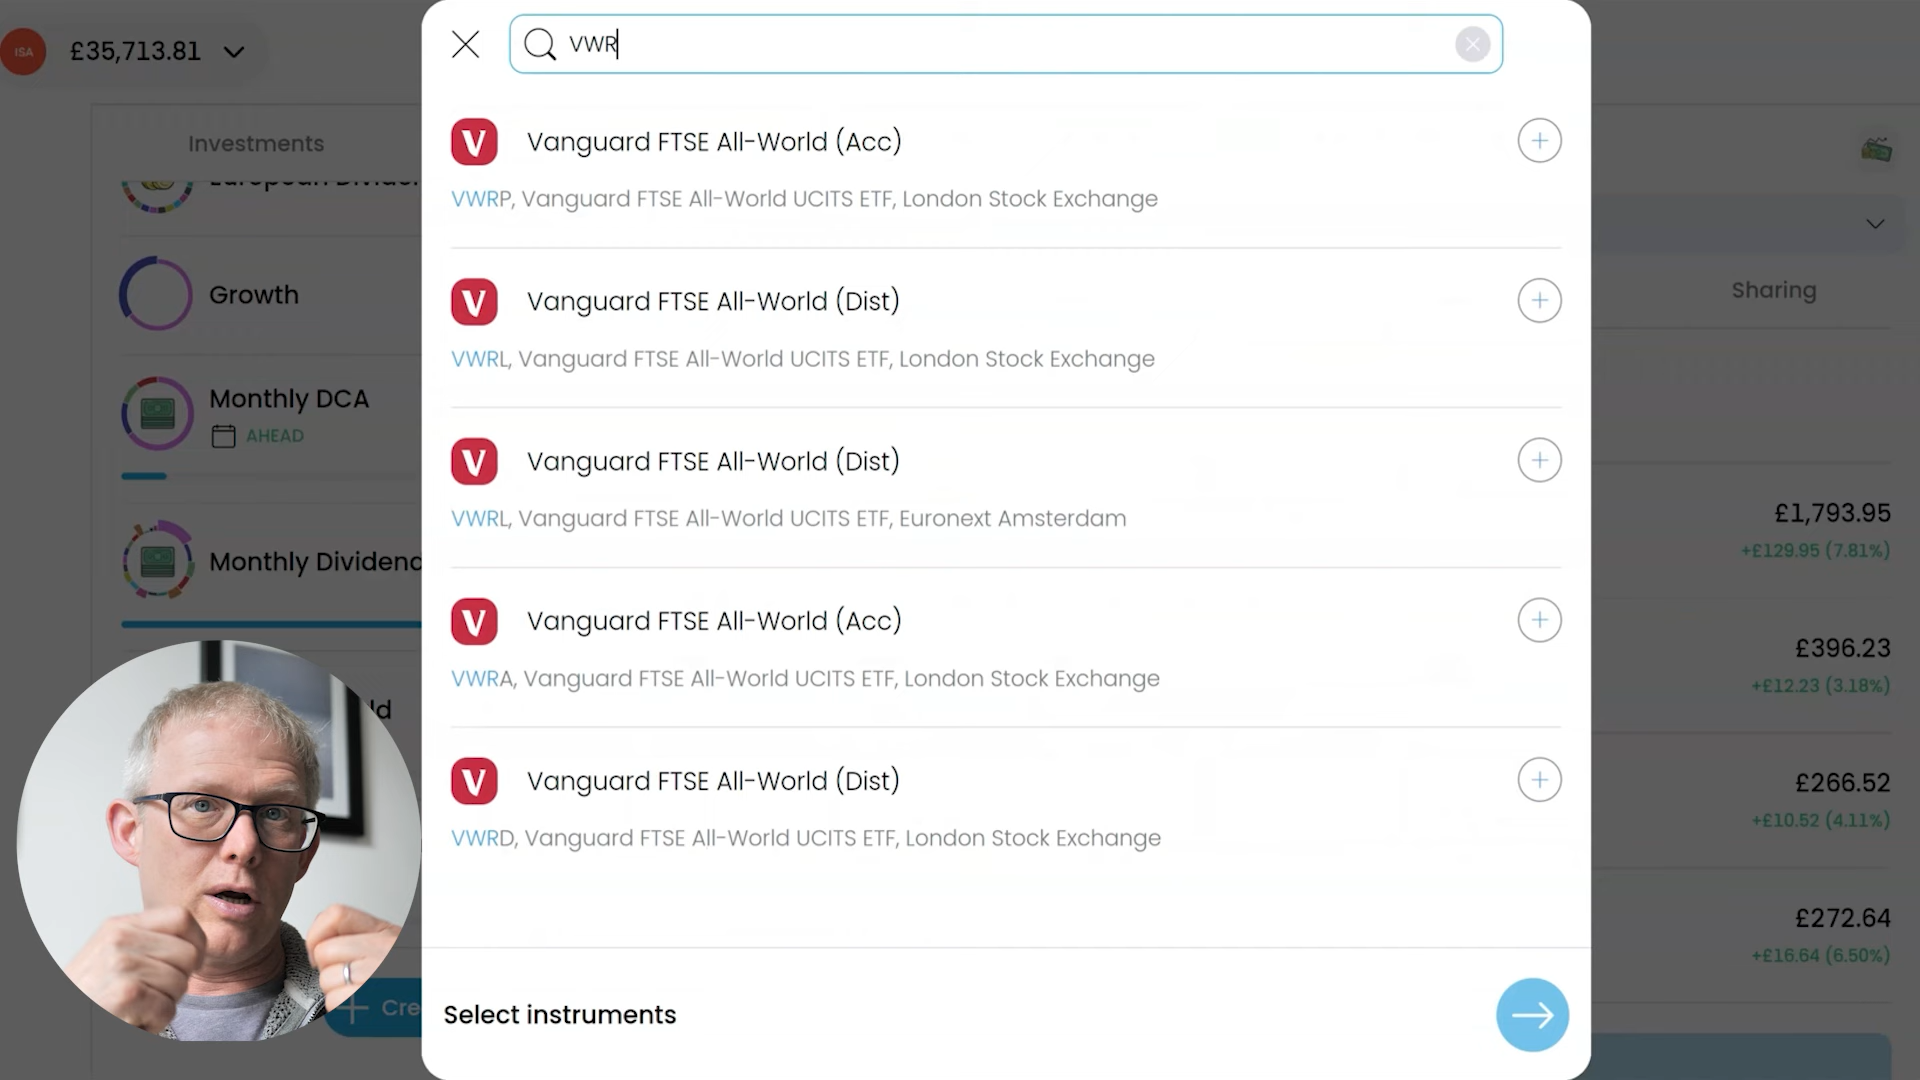 ISA
£35,713.81
VWR
Investments
Growth
Monthly DCA
AHEAD
Monthly Dividend
Vanguard FTSE All-World (Acc)
VWRP, Vanguard FTSE All-World UCITS ETF, London Stock Exchange
Vanguard FTSE All-World (Dist)
VWRL, Vanguard FTSE All-World UCITS ETF, London Stock Exchange
Vanguard FTSE All-World (Dist)
VWRL, Vanguard FTSE All-World UCITS ETF, Euronext Amsterdam
Vanguard FTSE All-World (Acc)
VWRA, Vanguard FTSE All-World UCITS ETF, London Stock Exchange
Vanguard FTSE All-World (Dist)
VWRD, Vanguard FTSE All-World UCITS ETF, London Stock Exchange
Select instruments
Cre
Sharing
£1,793.95
+£129.95 (7.81%)
£396.23
+£12.23 (3.18%)
£266.52
+£10.52 (4.11%)
£272.64
+£16.64 (6.50%)